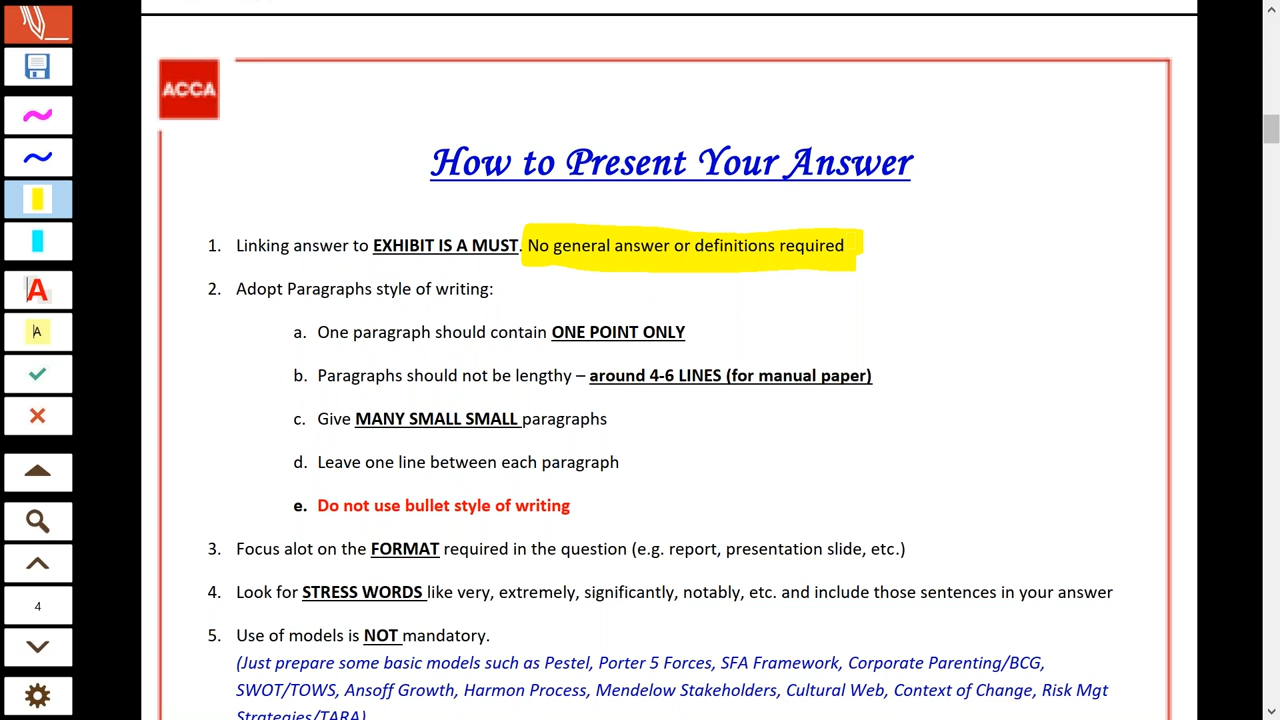 ACCA
How to Present Your Answer
1. Linking answer to EXHIBIT IS A MUST. No general answer or definitions required
2. Adopt Paragraphs style of writing:
a. One paragraph should contain ONE POINT ONLY
b. Paragraphs should not be lengthy – around 4-6 LINES (for manual paper)
c. Give MANY SMALL SMALL paragraphs
d. Leave one line between each paragraph
e. Do not use bullet style of writing
3. Focus alot on the FORMAT required in the question (e.g. report, presentation slide, etc.)
4. Look for STRESS WORDS like very, extremely, significantly, notably, etc. and include those sentences in your answer
5. Use of models is NOT mandatory.
(Just prepare some basic models such as Pestel, Porter 5 Forces, SFA Framework, Corporate Parenting/BCG,
SWOT/TOWS, Ansoff Growth, Harmon Process, Mendelow Stakeholders, Cultural Web, Context of Change, Risk Mgt
Strategies/TARA)
A
A
4